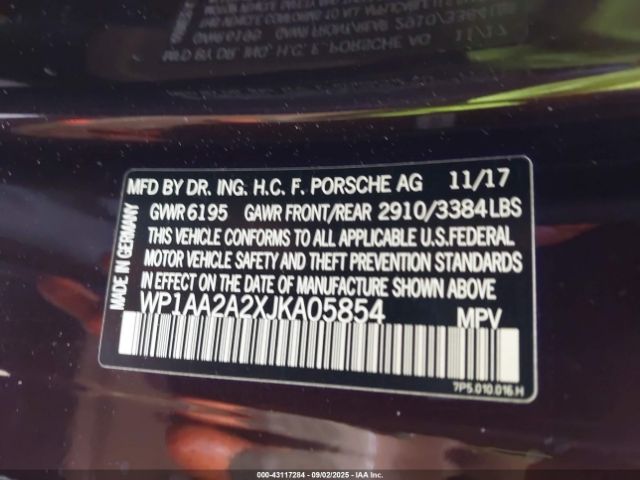 MFD BY DR. ING. H.C. F. PORSCHE AG 11/17
GVWR 6195 GAWR FRONT/REAR 2910/3384 LBS
THIS VEHICLE CONFORMS TO ALL APPLICABLE U.S. FEDERAL
MOTOR VEHICLE SAFETY AND THEFT PREVENTION STANDARDS
IN EFFECT ON THE DATE OF MANUFACTURE SHOWN ABOVE
WP1AA2A2XJKA05854 MPV
MADE IN GERMANY
7P5.010.016.H
000-43117284 - 09/02/2025 - IAA Inc.